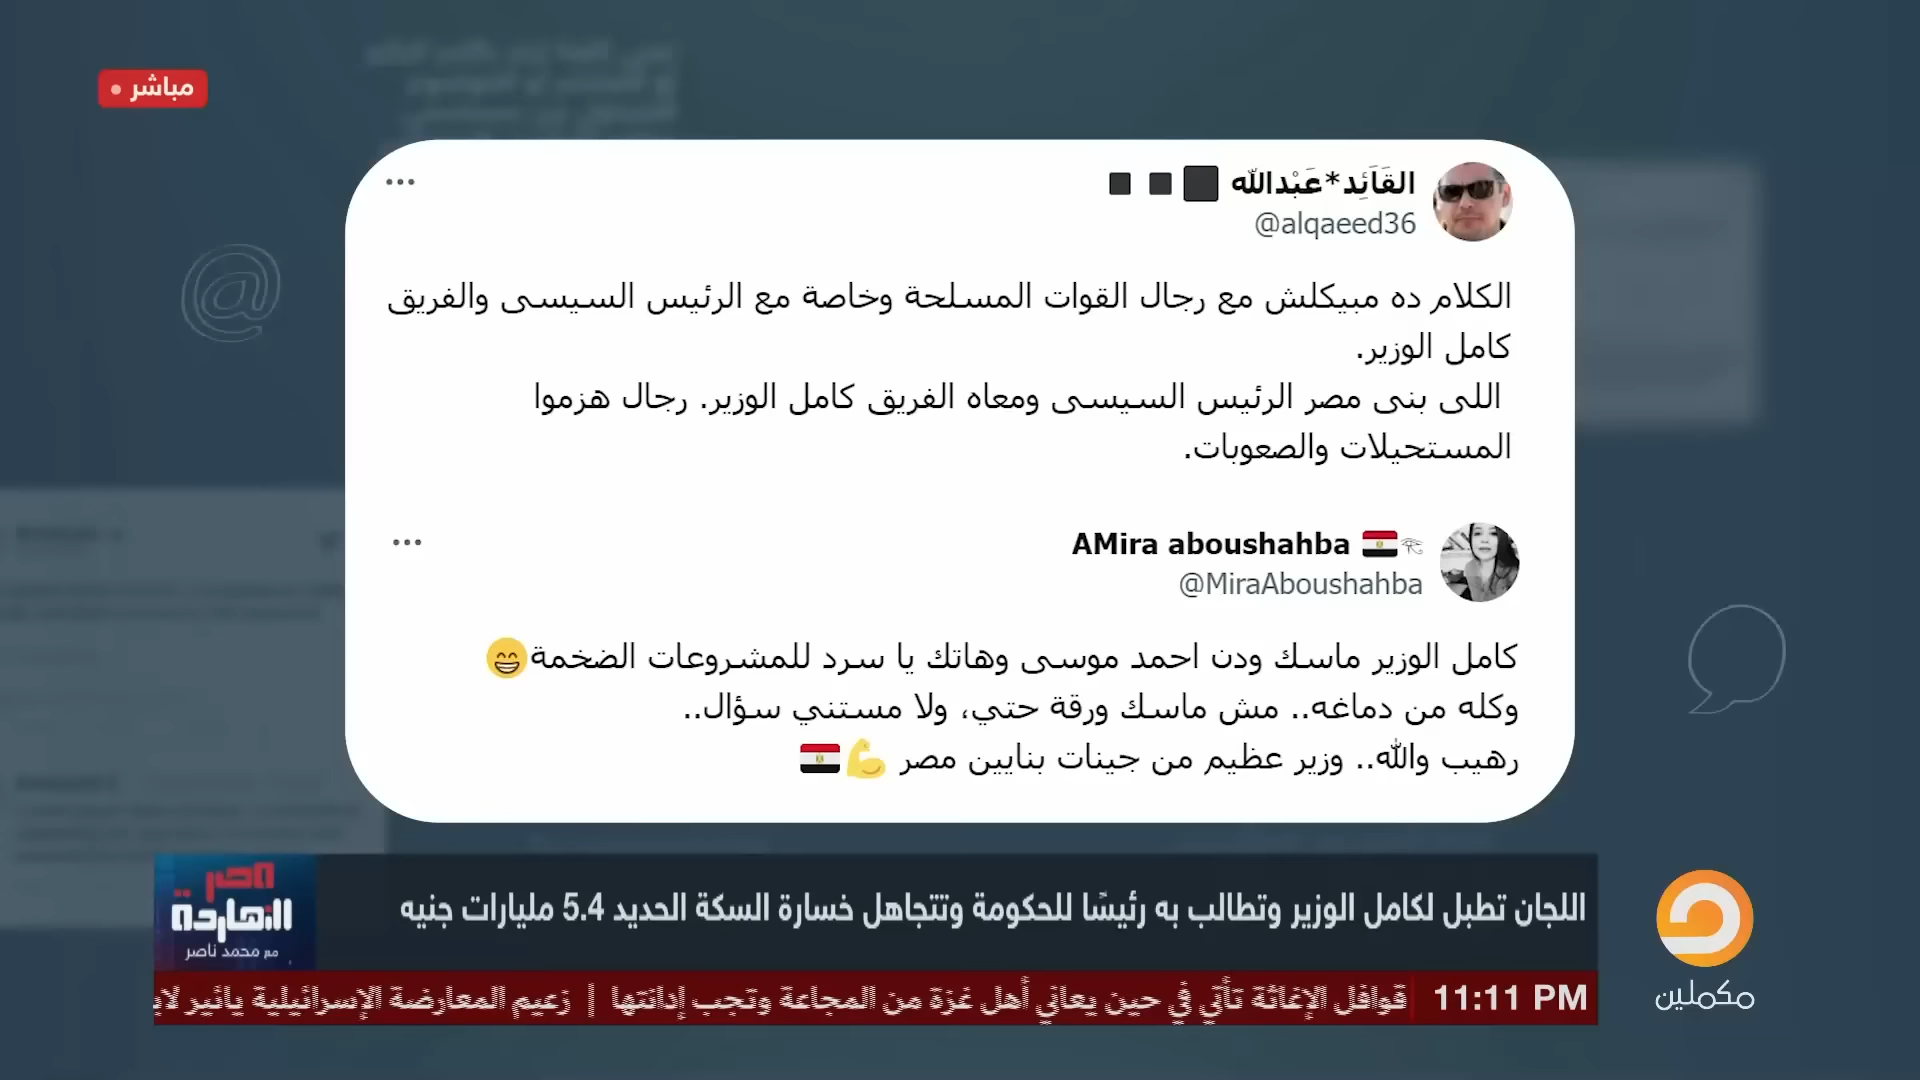 مباشر
القَائِد*عَبْدالله
@alqaeed36
الكلام ده مبيكلش مع رجال القوات المسلحة وخاصة مع الرئيس السيسى والفريق
كامل الوزير.
اللى بنى مصر الرئيس السيسى ومعاه الفريق كامل الوزير. رجال هزموا
المستحيلات والصعوبات.
AMira aboushahba
@MiraAboushahba
كامل الوزير ماسك ودن احمد موسى وهاتك يا سرد للمشروعات الضخمة😁
وكله من دماغه.. مش ماسك ورقة حتي، ولا مستني سؤال..
رهيب والله.. وزير عظيم من جينات بنايين مصر 💪🇪🇬
مصر
النهاردة
مع محمد ناصر
اللجان تطبل لكامل الوزير وتطالب به رئيسًا للحكومة وتتجاهل خسارة السكة الحديد 5.4 مليارات جنيه
11:11 PM
قوافل الإغاثة تأتي في حين يعاني أهل غزة من المجاعة وتجب إدانتها | زعيم المعارضة الإسرائيلية يائير
مكملين